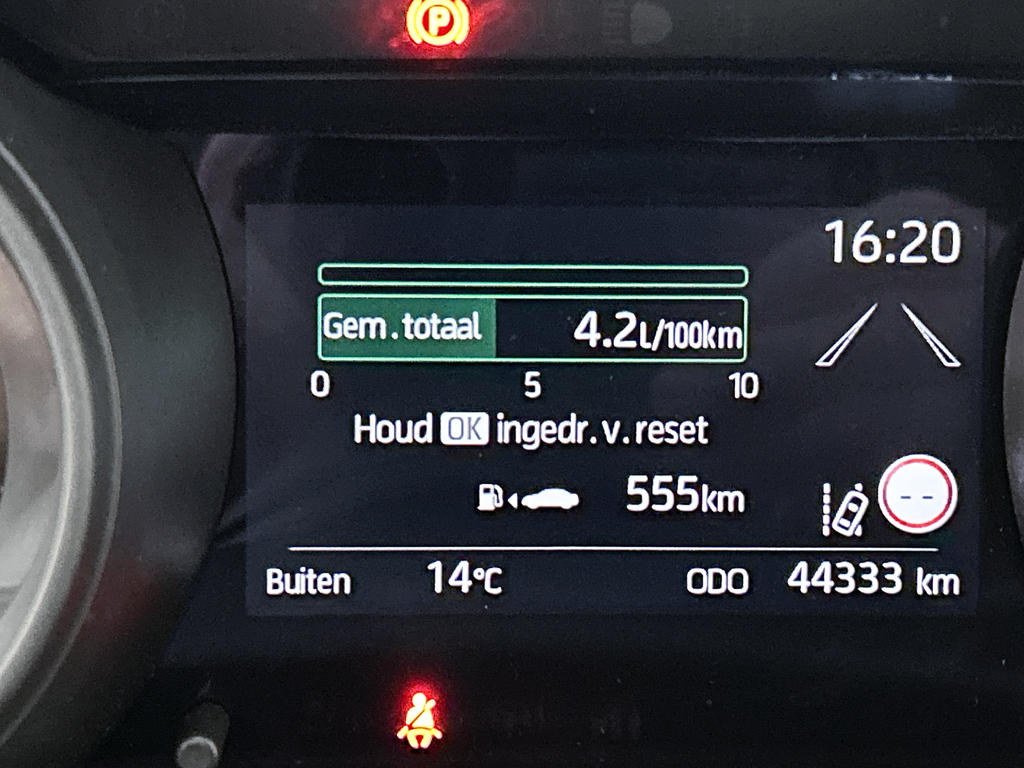 P
16:20
Gem. totaal 4.2l/100km
0 5 10
Houd OK ingedr. v. reset
555km
--
Buiten 14°C ODO 44333 km